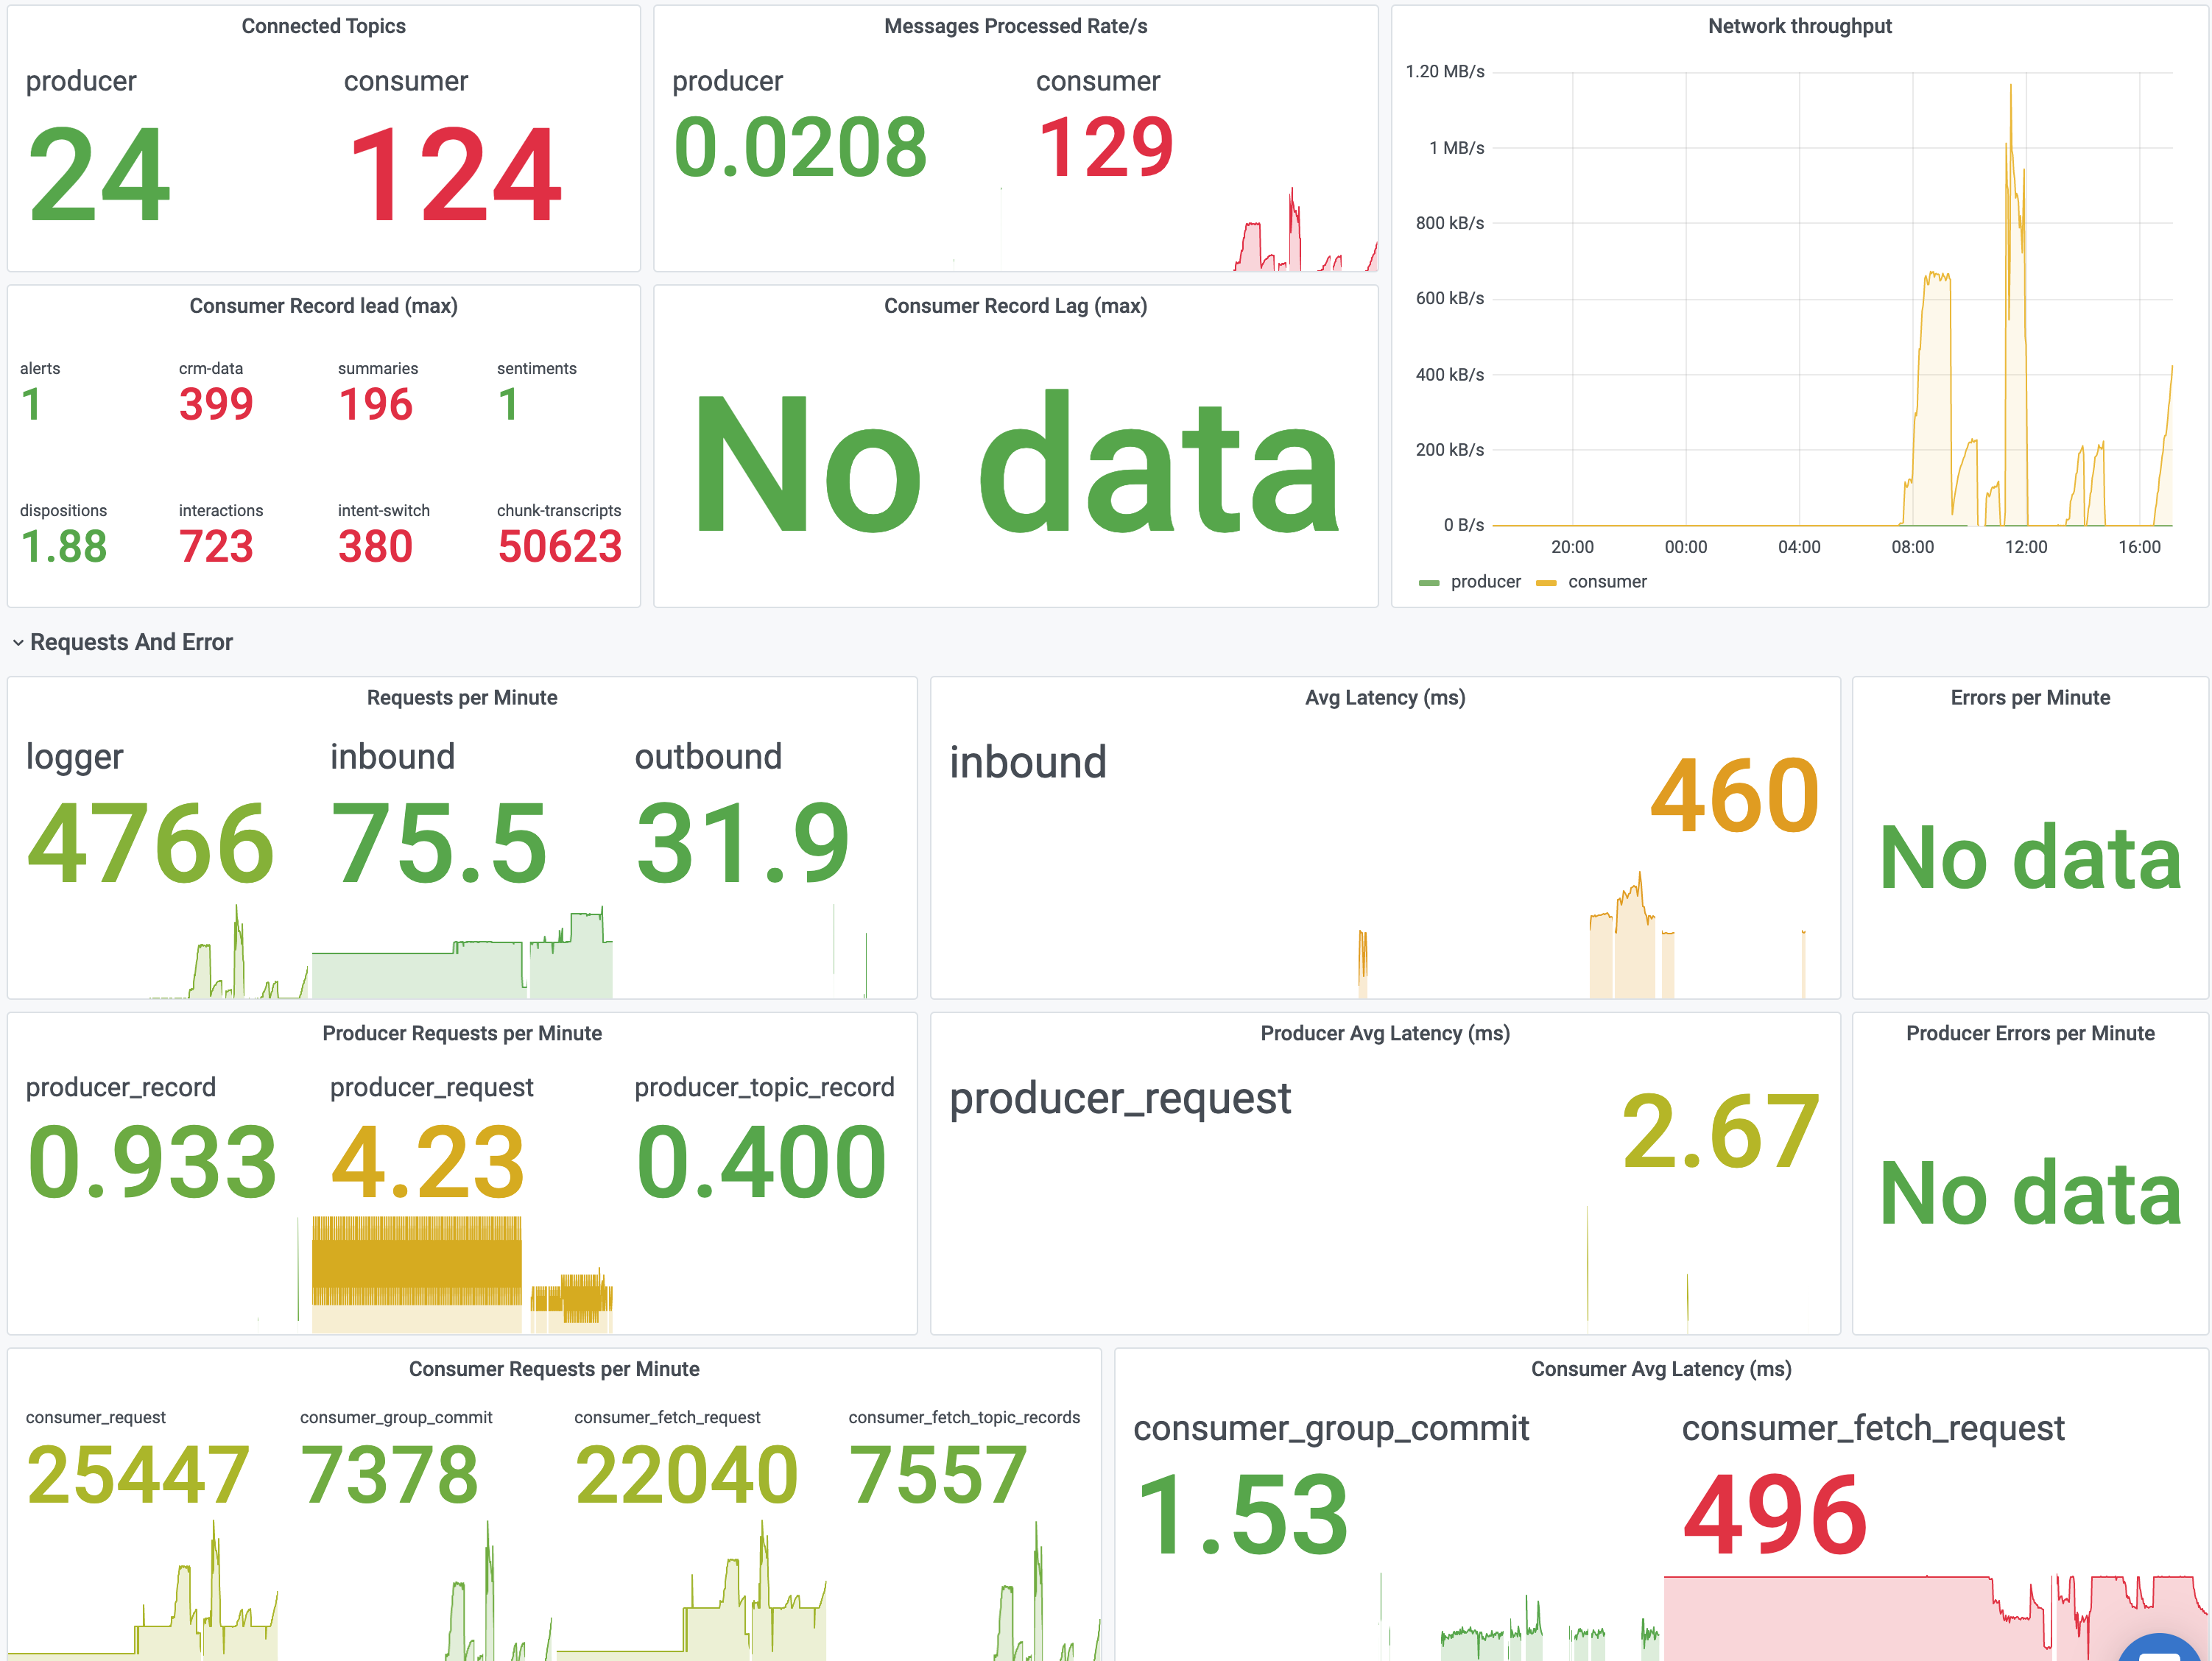 Connected Topics
producer
consumer
24
124
Messages Processed Rate/s
producer
consumer
0.0208
129
Network throughput
1.20 MB/s
1 MB/s
800 kB/s
600 kB/s
400 kB/s
200 kB/s
0 B/s
20:00 00:00 04:00 08:00 12:00 16:00
producer consumer
Consumer Record lead (max)
alerts crm-data summaries sentiments
1 399 196 1
dispositions interactions intent-switch chunk-transcripts
1.88 723 380 50623
Consumer Record Lag (max)
No data
Requests And Error
Requests per Minute
logger inbound outbound
4766 75.5 31.9
Avg Latency (ms)
inbound
460
Errors per Minute
No data
Producer Requests per Minute
producer_record producer_request producer_topic_record
0.933 4.23 0.400
Producer Avg Latency (ms)
producer_request
2.67
Producer Errors per Minute
No data
Consumer Requests per Minute
consumer_request consumer_group_commit consumer_fetch_request consumer_fetch_topic_records
25447 7378 22040 7557
Consumer Avg Latency (ms)
consumer_group_commit consumer_fetch_request
1.53 496